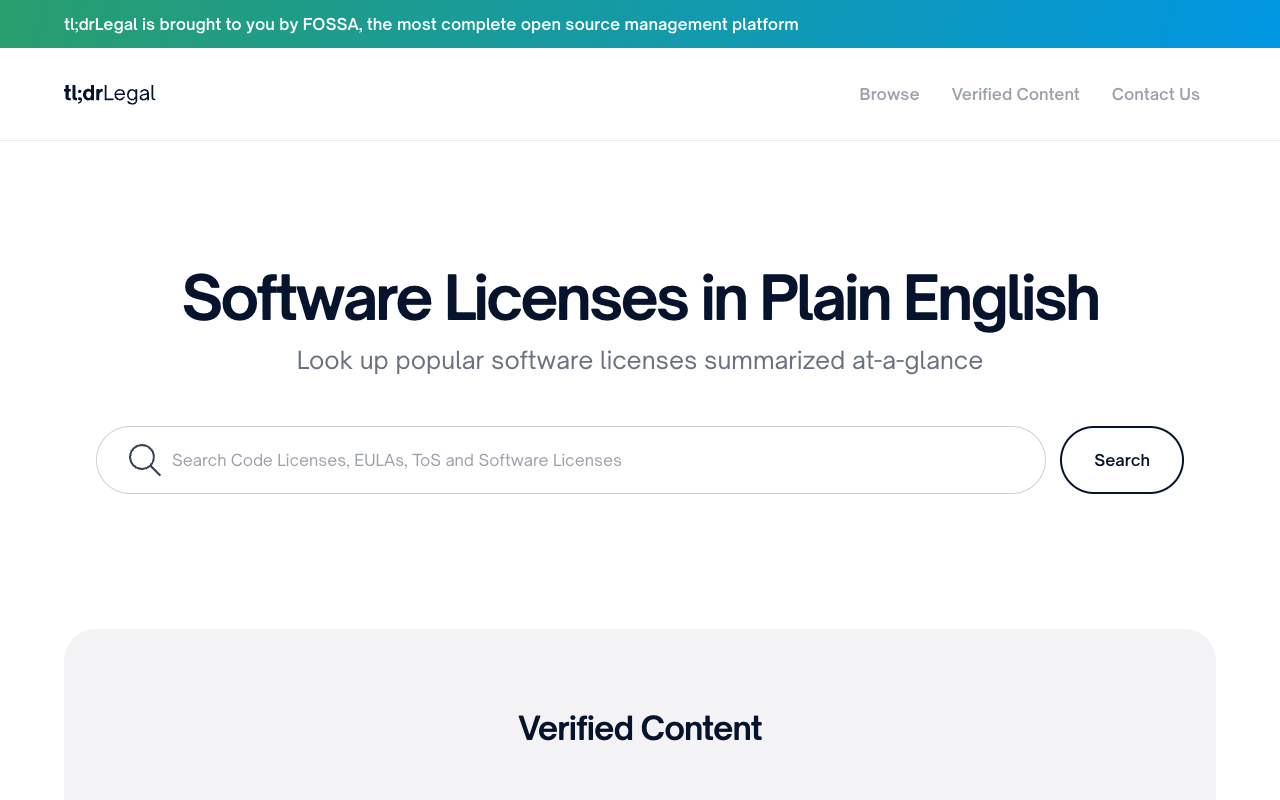 tl;drLegal is brought to you by FOSSA, the most complete open source management platform
tl;drLegal
Browse
Verified Content
Contact Us
Software Licenses in Plain English
Look up popular software licenses summarized at-a-glance
Search Code Licenses, EULAs, ToS and Software Licenses
Search
Verified Content